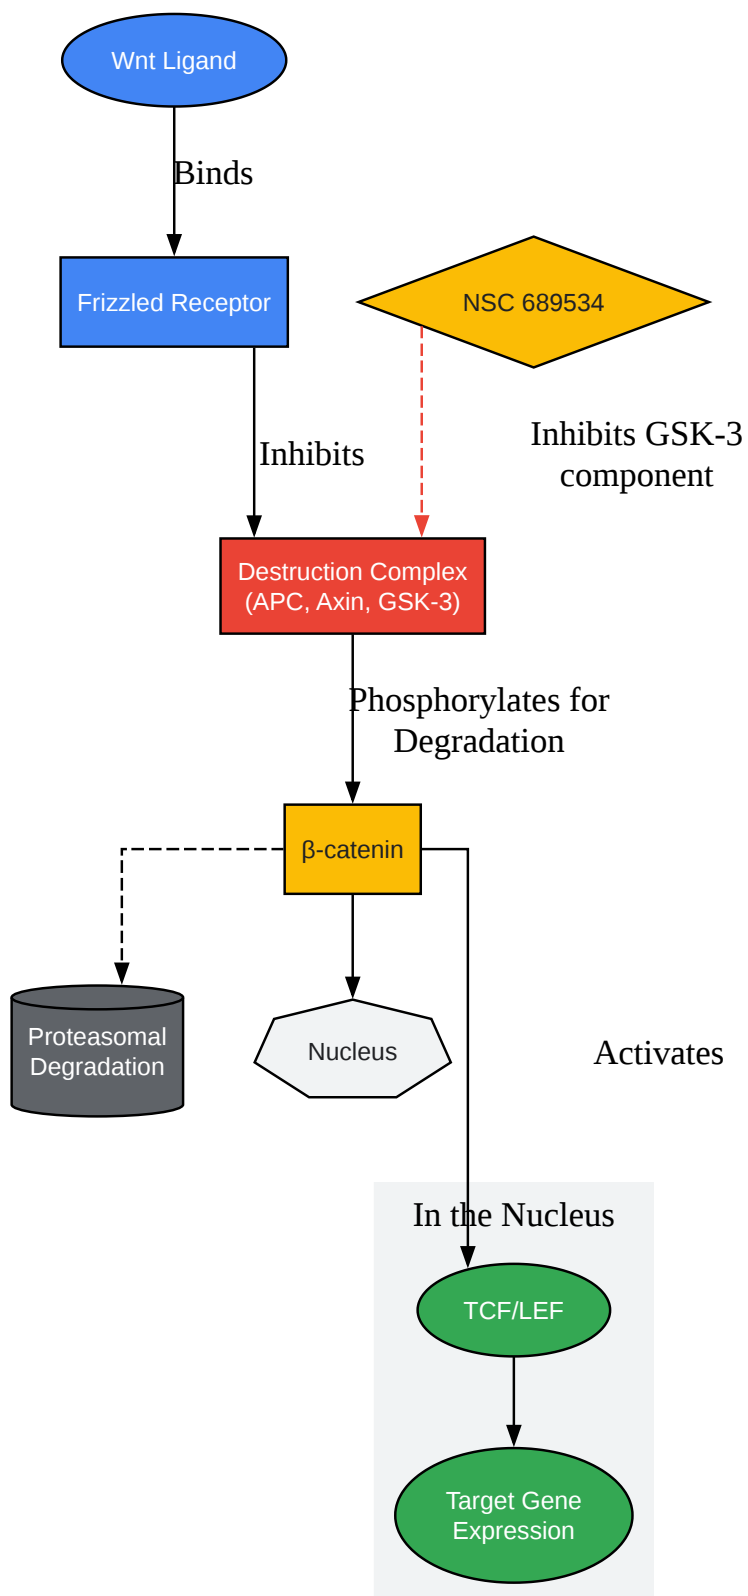 Wnt Ligand
Binds
Frizzled Receptor
NSC 689534
Inhibits
Inhibits GSK-3
component
Destruction Complex
(APC, Axin, GSK-3)
Phosphorylates for
Degradation
β-catenin
Proteasomal
Degradation
Nucleus
Activates
In the Nucleus
TCF/LEF
Target Gene
Expression